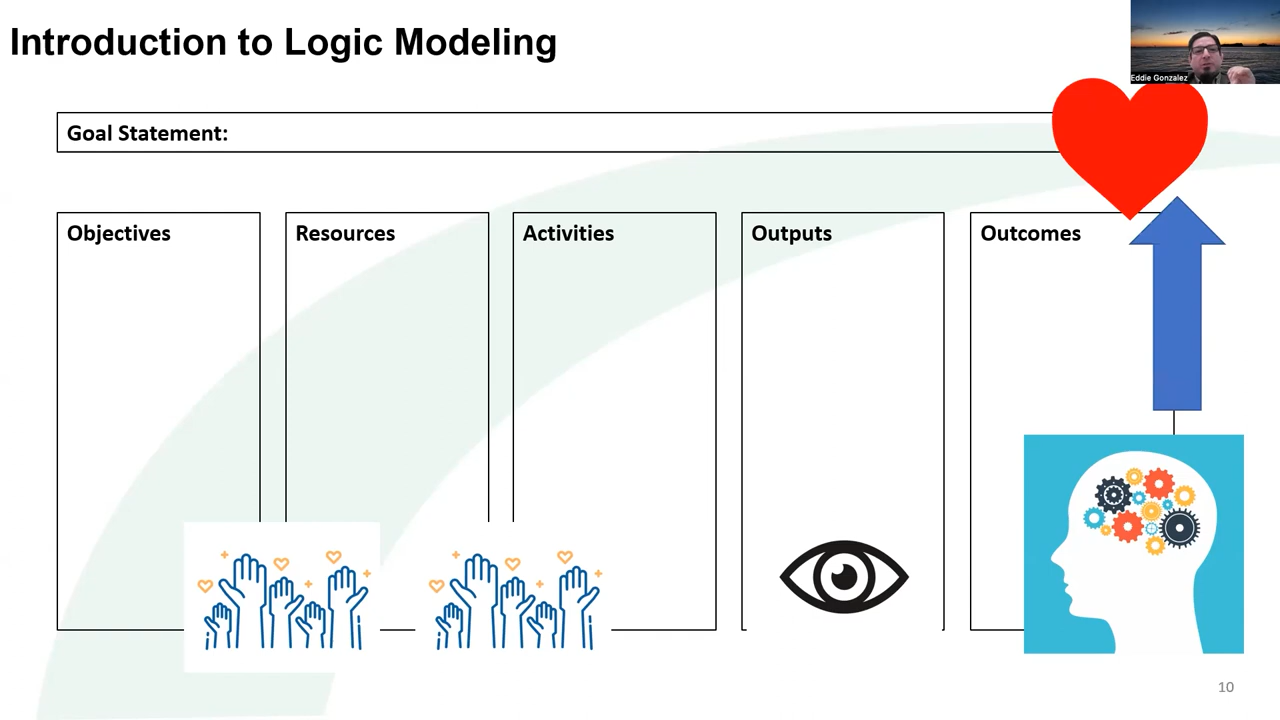 Introduction to Logic Modeling
Eddie Gonzalez
Goal Statement:
Objectives
Resources
Activities
Outputs
Outcomes
10